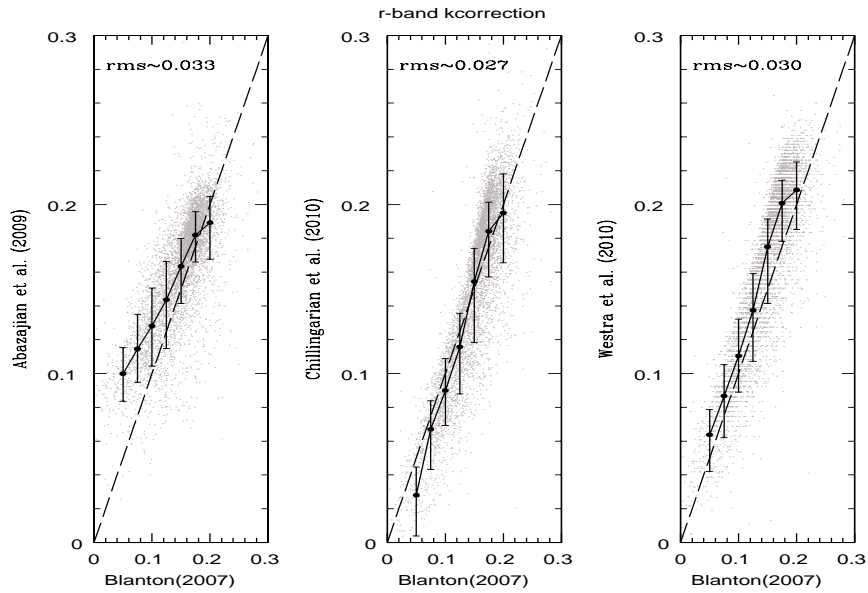 r-band kcorrection
rms~0.033
rms~0.027
rms~0.030
Abazajian et al. (2009)
0.3
0.2
0.1
0
Chillingarian et al. (2010)
0.3
0.2
0.1
0
Westra et al. (2010)
0.3
0.2
0.1
0
0 0.1 0.2 0.3
0 0.1 0.2 0.3
0 0.1 0.2 0.3
Blanton(2007)
Blanton(2007)
Blanton(2007)